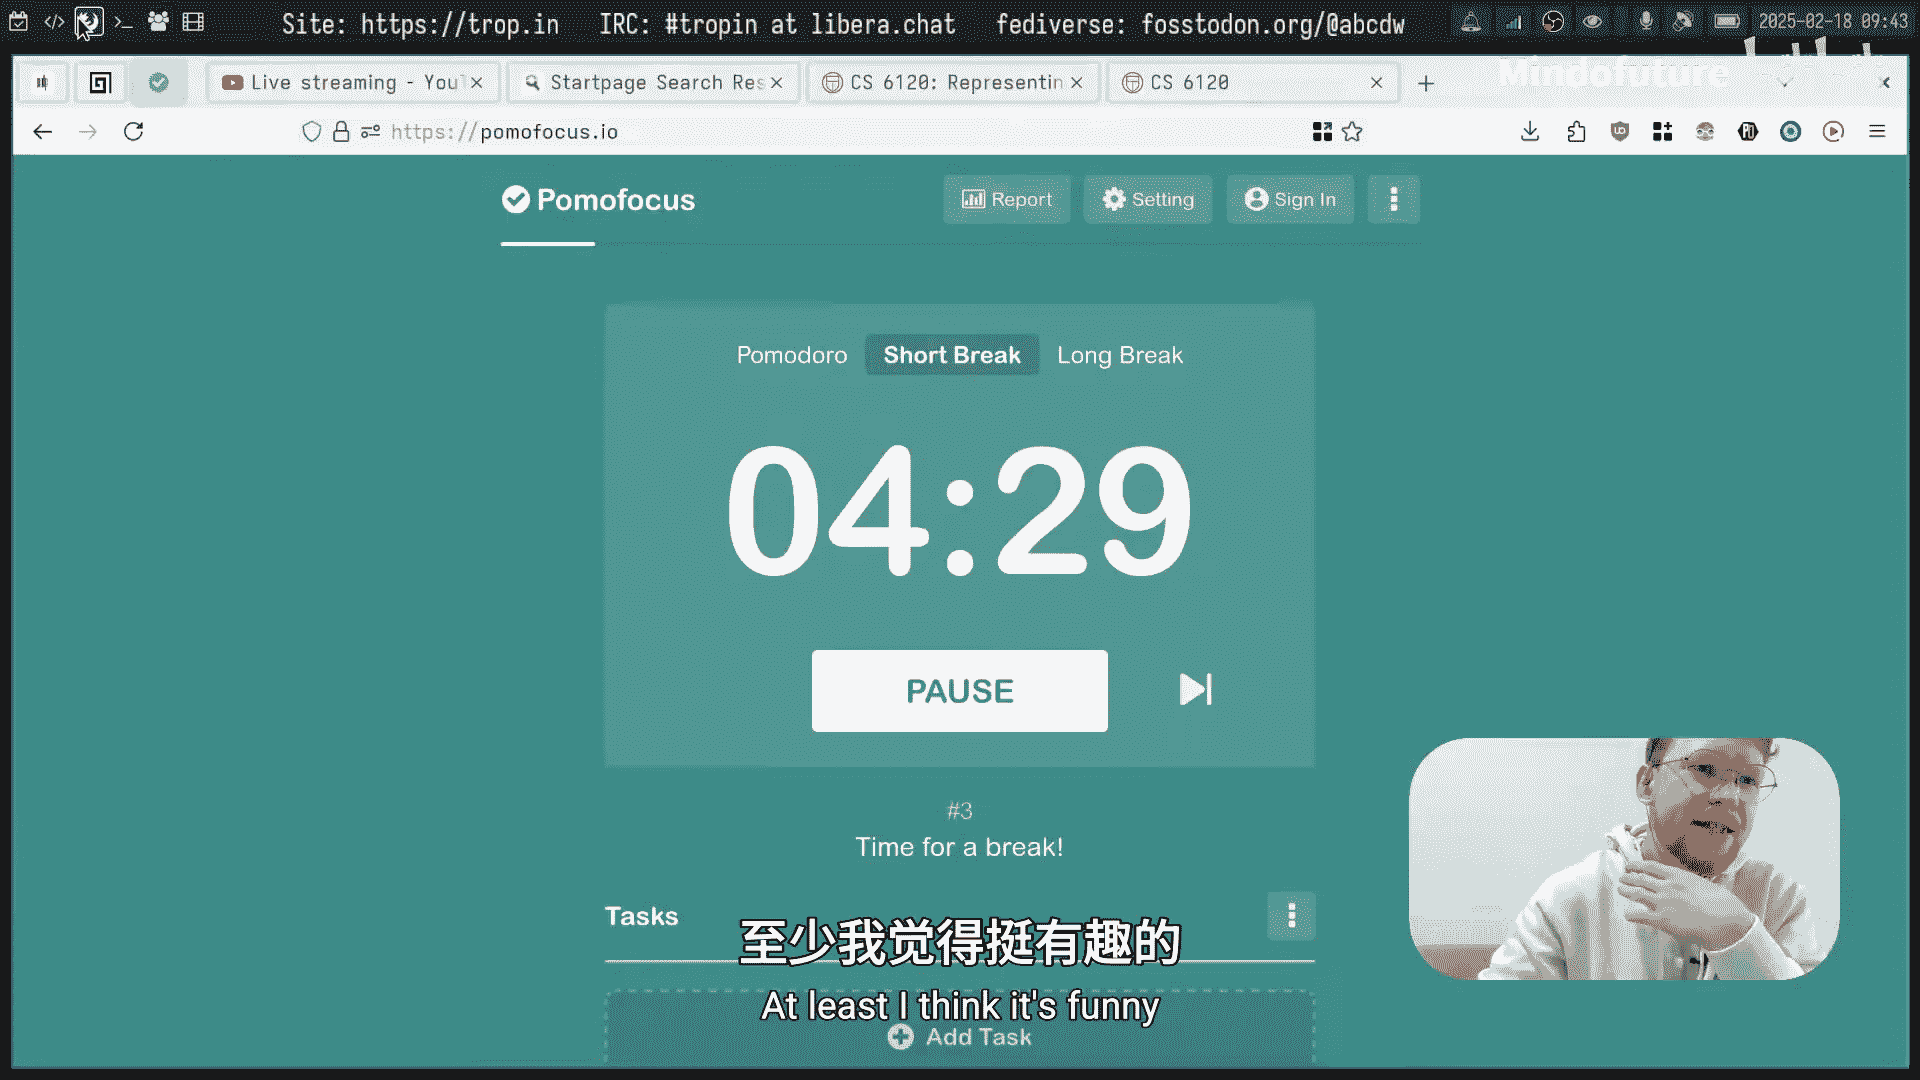 Site: https://trop.in IRC: #tropin at libera.chat fediverse: fosstodon.org/@abcdw
2025-02-18 09:43
Live streaming - You
Startpage Search Res
CS 6120: Representin
CS 6120
Mindofuture
https://pomofocus.io
Pomofocus
Report
Setting
Sign In
Pomodoro
Short Break
Long Break
04:29
PAUSE
#3
Time for a break!
Tasks
至少我觉得挺有趣的
At least I think it's funny
Add Task